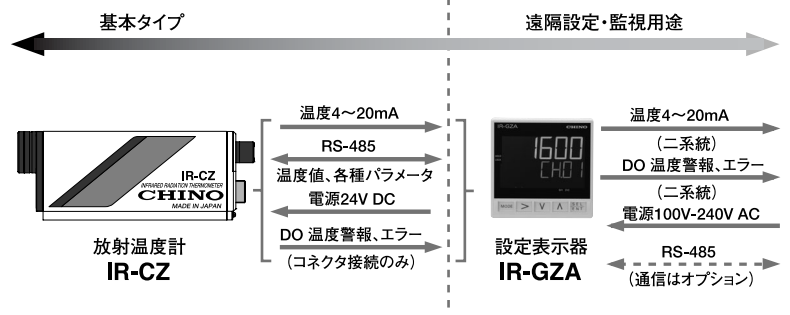 基本タイプ
遠隔設定・監視用途
IR-CZ
INFRARED RADIATION THERMOMETER
CHINO
MADE IN JAPAN
放射温度計
IR-CZ
温度4～20mA
RS-485
温度値、各種パラメータ
電源24V DC
DO 温度警報、エラー
(コネクタ接続のみ)
IR-GZA
CHINO
1600
CH01
MODE
設定表示器
IR-GZA
温度4～20mA
(二系統)
DO 温度警報、エラー
(二系統)
電源100V-240V AC
RS-485
(通信はオプション)